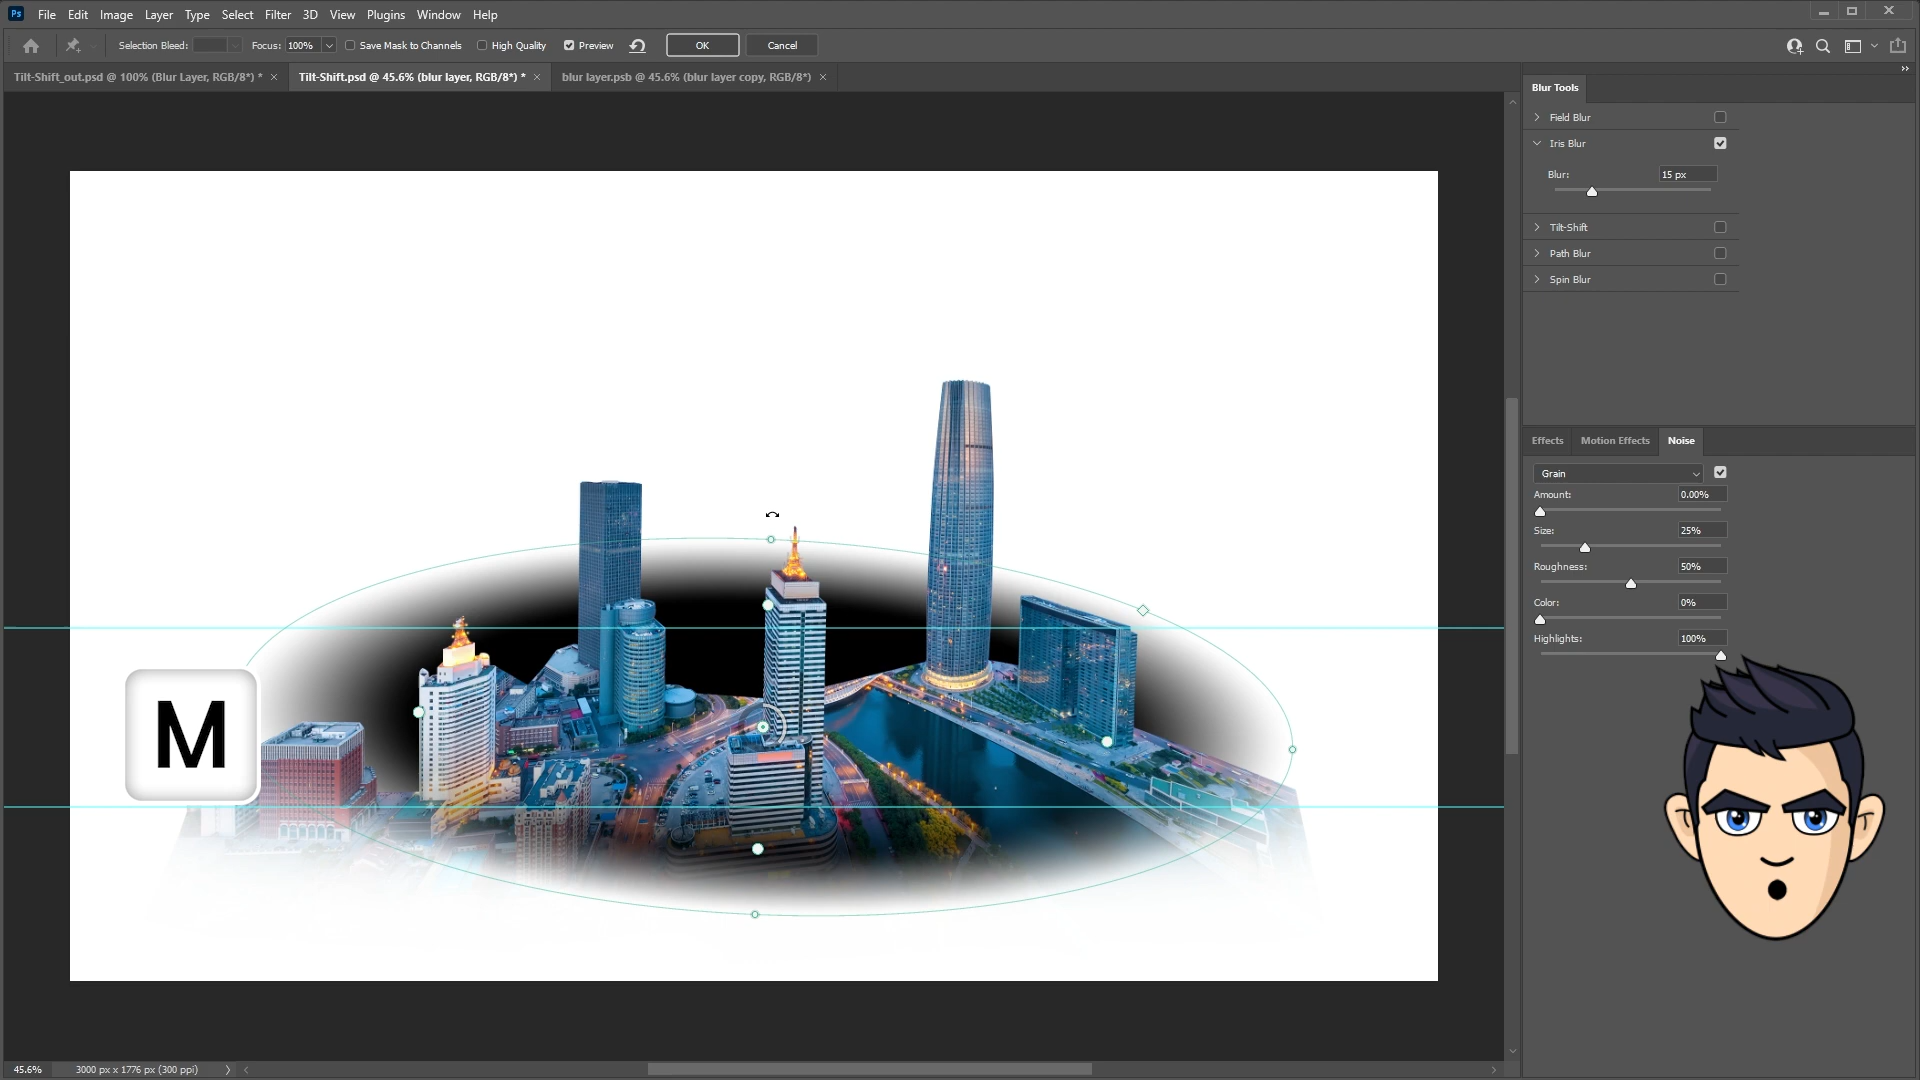 Ps File Edit Image Layer Type Select Filter 3D View Plugins Window Help
Selection Bleed: Focus: 100% Save Mask to Channels High Quality Preview OK Cancel
Tilt-Shift_out.psd @ 100% (Blur Layer, RGB/8*) * Tilt-Shift.psd @ 45.6% (blur layer, RGB/8*) * blur layer.psb @ 45.6% (blur layer copy, RGB/8*)
Blur Tools
Field Blur
Iris Blur
Blur: 15 px
Tilt-Shift
Path Blur
Spin Blur
Effects Motion Effects Noise
Grain
Amount: 0.00%
Size: 25%
Roughness: 50%
Color: 0%
Highlights: 100%
M
45.6% 3000 px x 1776 px (300 ppi)